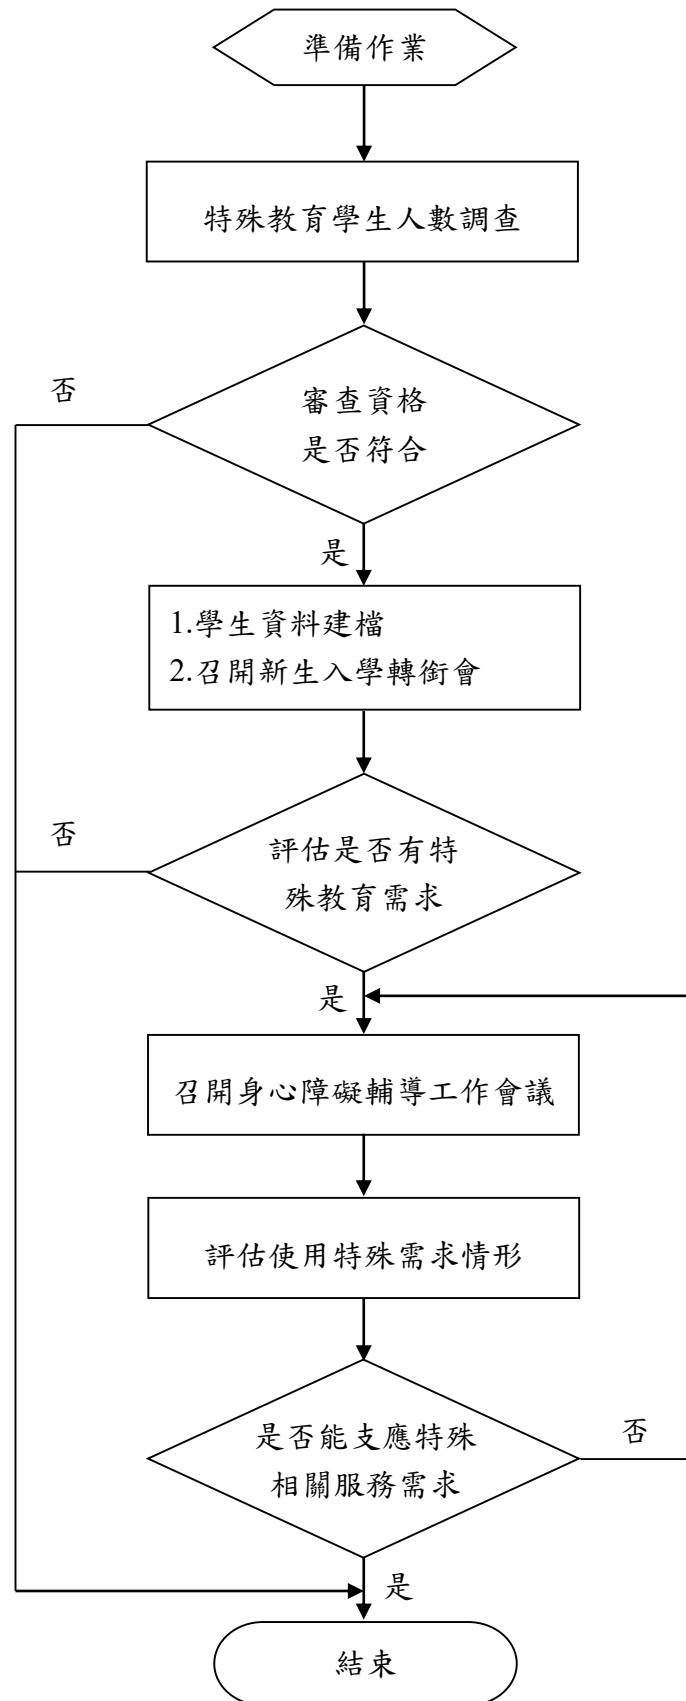 準備作業
特殊教育學生人數調查
否
審查資格
是否符合
是
1.學生資料建檔
2.召開新生入學轉銜會
否
評估是否有特
殊教育需求
是
召開身心障礙輔導工作會議
評估使用特殊需求情形
是否能支應特殊
相關服務需求
否
是
結束